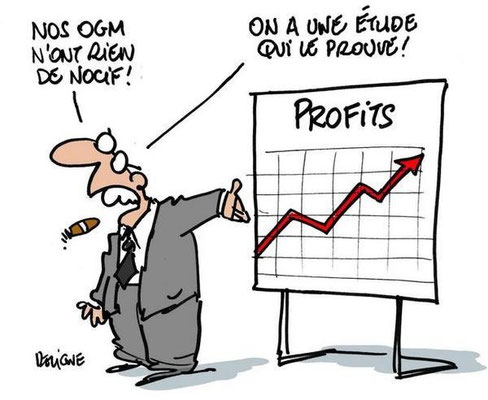 NOS OGM
N'ONT RIEN
DE NOCIF!
ON A UNE ÉTUDE
QUI LE PROUVE!
PROFITS
DELIGNE